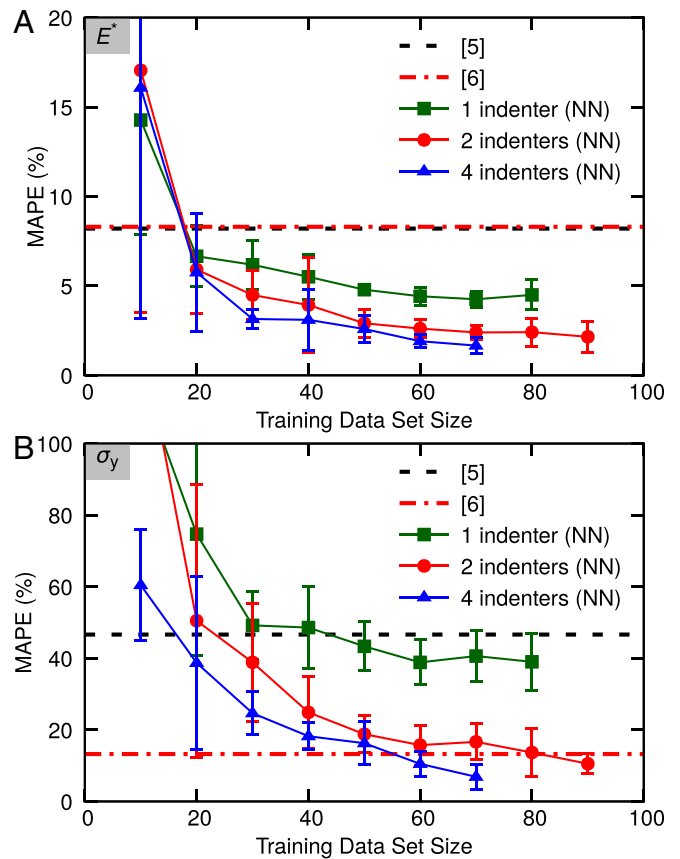 A
E*
MAPE (%)
20
15
10
5
0
[5]
[6]
1 indenter (NN)
2 indenters (NN)
4 indenters (NN)
0 20 40 60 80 100
Training Data Set Size
B
σy
MAPE (%)
100
80
60
40
20
0
[5]
[6]
1 indenter (NN)
2 indenters (NN)
4 indenters (NN)
0 20 40 60 80 100
Training Data Set Size